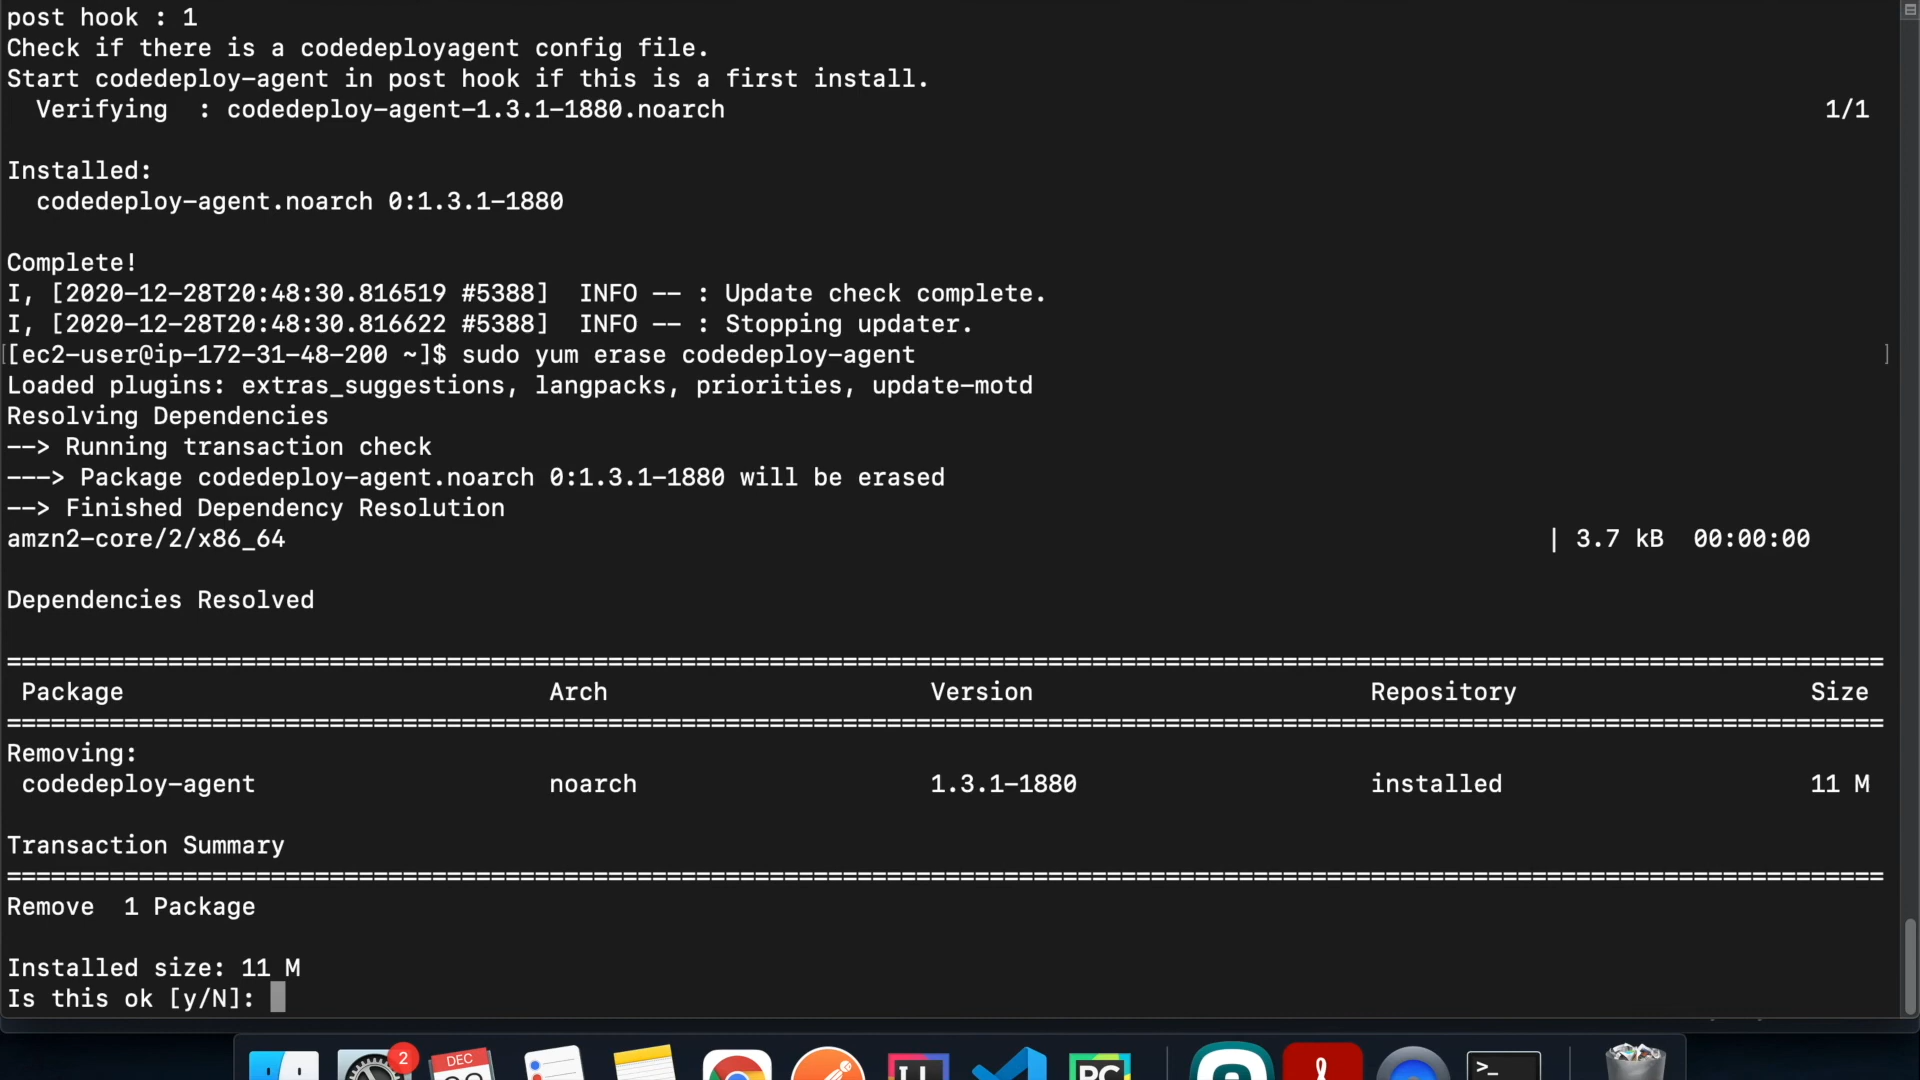 post hook : 1
Check if there is a codedeployagent config file.
Start codedeploy-agent in post hook if this is a first install.
  Verifying  : codedeploy-agent-1.3.1-1880.noarch 1/1
Installed:
  codedeploy-agent.noarch 0:1.3.1-1880
Complete!
I, [2020-12-28T20:48:30.816519 #5388]  INFO -- : Update check complete.
I, [2020-12-28T20:48:30.816622 #5388]  INFO -- : Stopping updater.
[[ec2-user@ip-172-31-48-200 ~]$ sudo yum erase codedeploy-agent ]
Loaded plugins: extras_suggestions, langpacks, priorities, update-motd
Resolving Dependencies
--> Running transaction check
---> Package codedeploy-agent.noarch 0:1.3.1-1880 will be erased
--> Finished Dependency Resolution
amzn2-core/2/x86_64 | 3.7 kB  00:00:00
Dependencies Resolved
Package Arch Version Repository Size
Removing:
codedeploy-agent noarch 1.3.1-1880 installed 11 M
Transaction Summary
Remove  1 Package
Installed size: 11 M
Is this ok [y/N]:
2
DEC
PC
>_